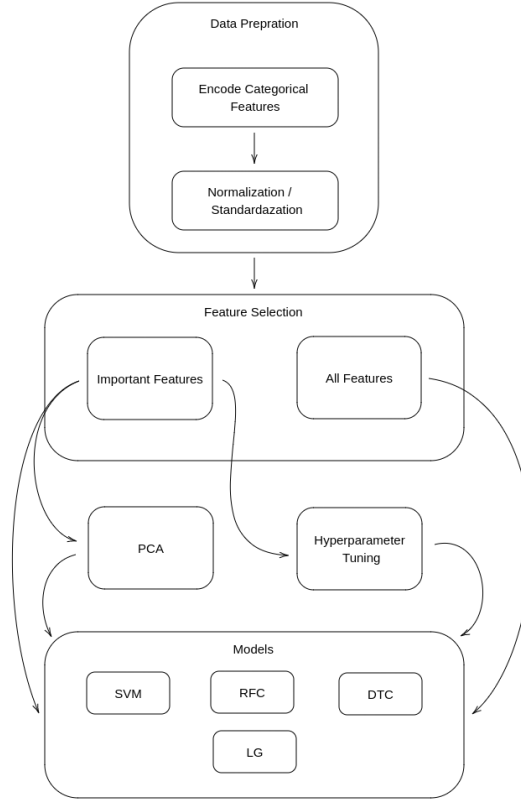 Data Prepration
Encode Categorical
Features
Normalization /
Standardazation
Feature Selection
Important Features
All Features
PCA
Hyperparameter
Tuning
Models
SVM
RFC
DTC
LG